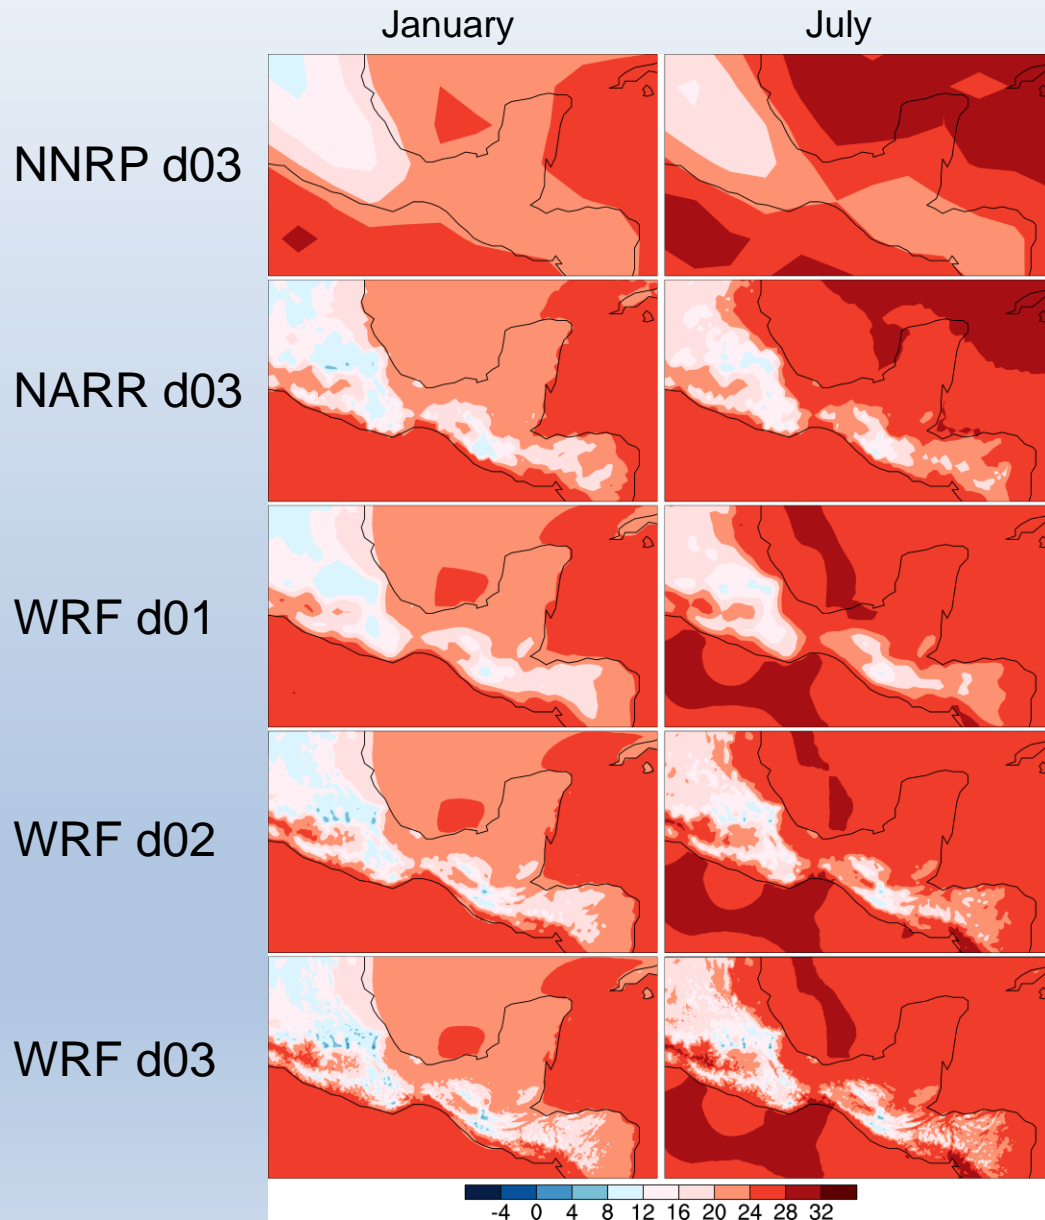 January July
NNRP d03
NARR d03
WRF d01
WRF d02
WRF d03
-4 0 4 8 12 16 20 24 28 32